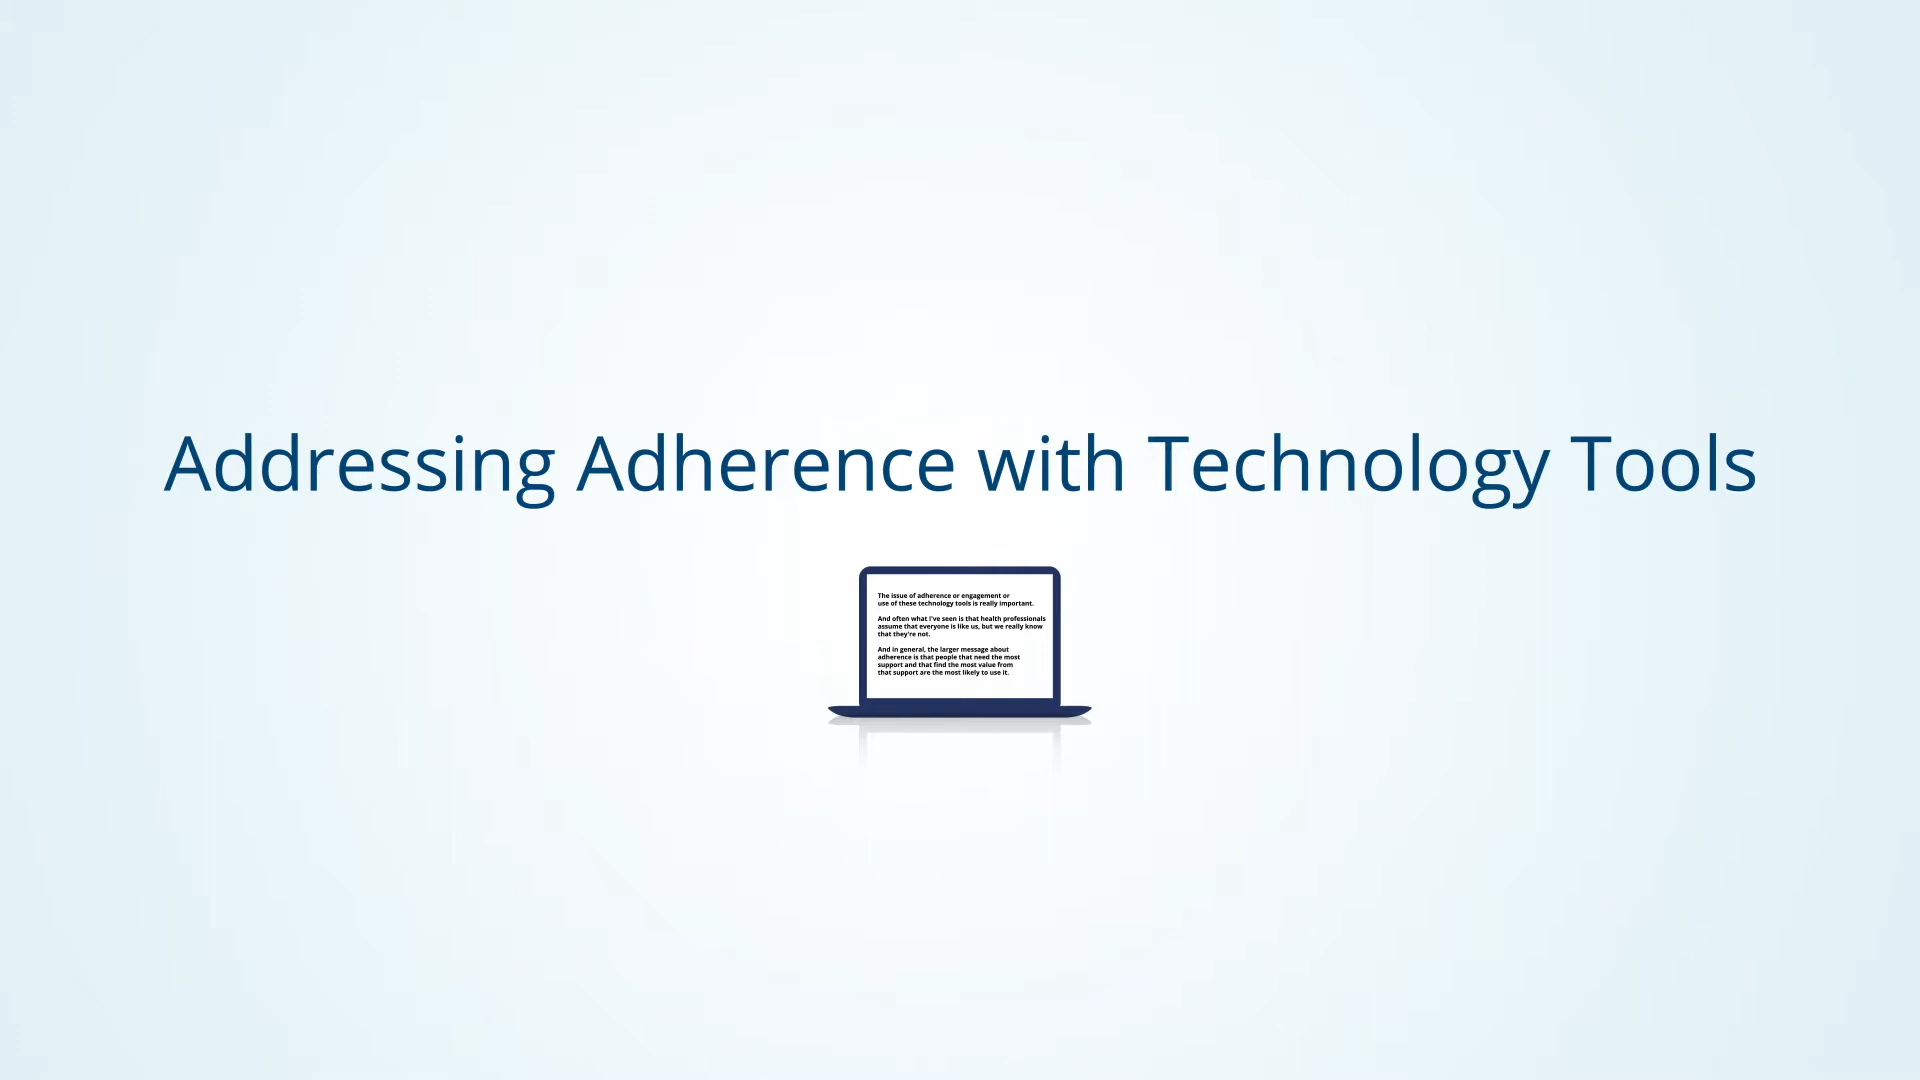 Addressing Adherence with Technology Tools
The issue of adherence or engagement or
use of these technology tools is really important.
And often what I've seen is that health professionals
assume that everyone is like us, but we really know
that they're not.
And in general, the larger message about
adherence is that people that need the most
support and that find the most value from
that support are the most likely to use it.